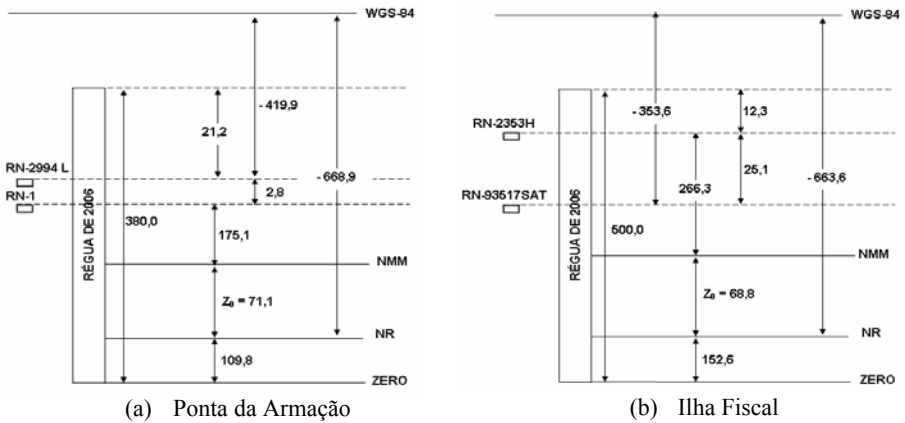 WGS-84
- 419,9
21,2
RN-2994 L
- 668,9
RN-1
2,8
RÉGUA DE 2006
380,0
175,1
NMM
Z₀ = 71,1
NR
109,8
ZERO
(a) Ponta da Armação
WGS-84
-353,6
12,3
RN-2353H
25,1
- 663,6
266,3
RN-93517SAT
RÉGUA DE 2006
500,0
NMM
Z₀ = 68,8
NR
152,6
ZERO
(b) Ilha Fiscal